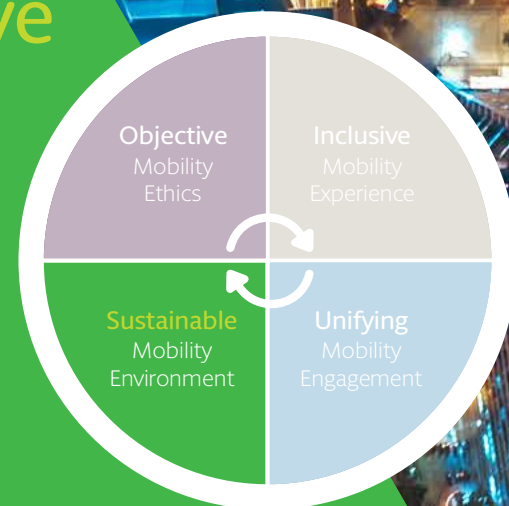 ve
Objective
Mobility
Ethics
Inclusive
Mobility
Experience
Sustainable
Mobility
Environment
Unifying
Mobility
Engagement